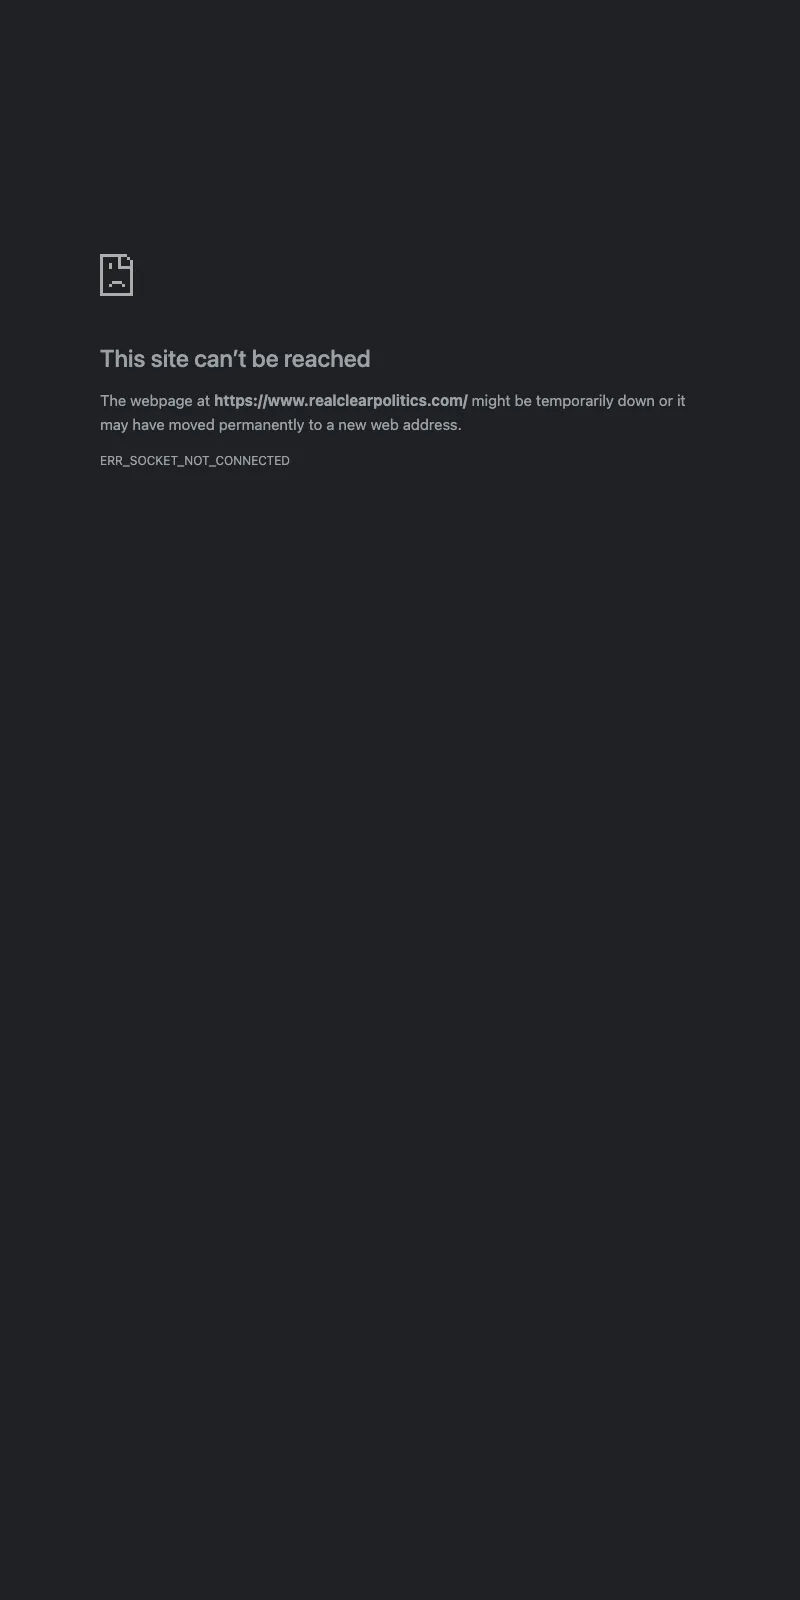 This site can’t be reached
The webpage at https://www.realclearpolitics.com/ might be temporarily down or it
may have moved permanently to a new web address.
ERR_SOCKET_NOT_CONNECTED